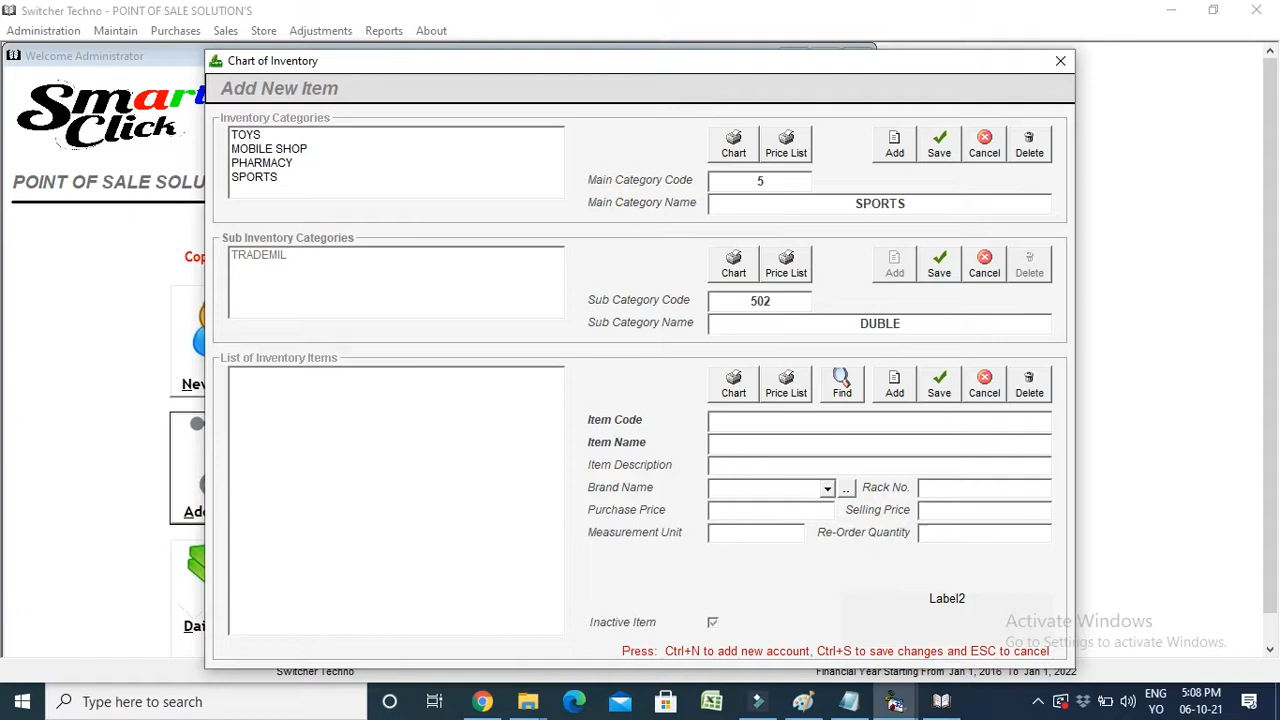 Switcher Techno - POINT OF SALE SOLUTION'S
Administration Maintain Purchases Sales Store Adjustments Reports About
Welcome Administrator
Chart of Inventory
Smart
Click
Add New Item
POINT OF SALE SOLU
Inventory Categories
TOYS
MOBILE SHOP
PHARMACY
SPORTS
Chart Price List Add Save Cancel Delete
Main Category Code 5
Main Category Name SPORTS
Cop
Sub Inventory Categories
TRADEMIL
Chart Price List Add Save Cancel Delete
Sub Category Code 502
Sub Category Name DUBLE
List of Inventory Items
Chart Price List Find Add Save Cancel Delete
New
Item Code
Item Name
Item Description
Brand Name .. Rack No.
Purchase Price Selling Price
Add
Measurement Unit Re-Order Quantity
Label2
Inactive Item
Dai
Press: Ctrl+N to add new account, Ctrl+S to save changes and ESC to cancel
Activate Windows
Go to Settings to activate Windows.
Switcher Techno Financial Year Starting From Jan 1, 2016 To Jan 1, 2022
Type here to search
ENG
YO
5:08 PM
06-10-21